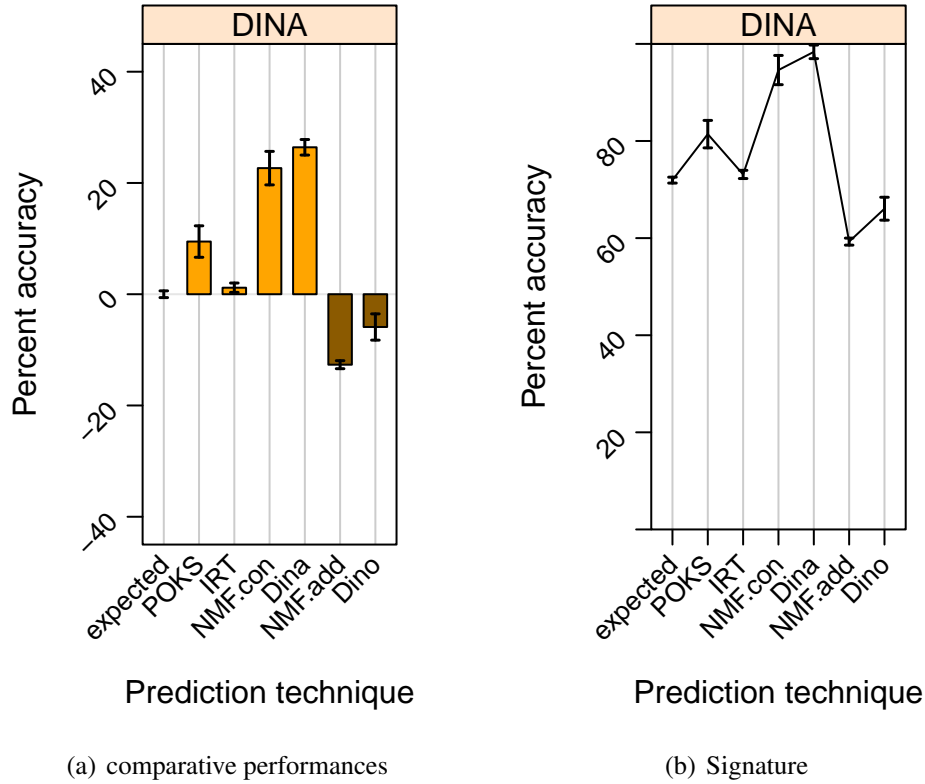 DINA
Percent accuracy
40
20
0
−20
−40
expected
POKS
IRT
NMF.con
Dina
NMF.add
Dino
Prediction technique
(a) comparative performances
DINA
Percent accuracy
80
60
40
20
expected
POKS
IRT
NMF.con
Dina
NMF.add
Dino
Prediction technique
(b) Signature